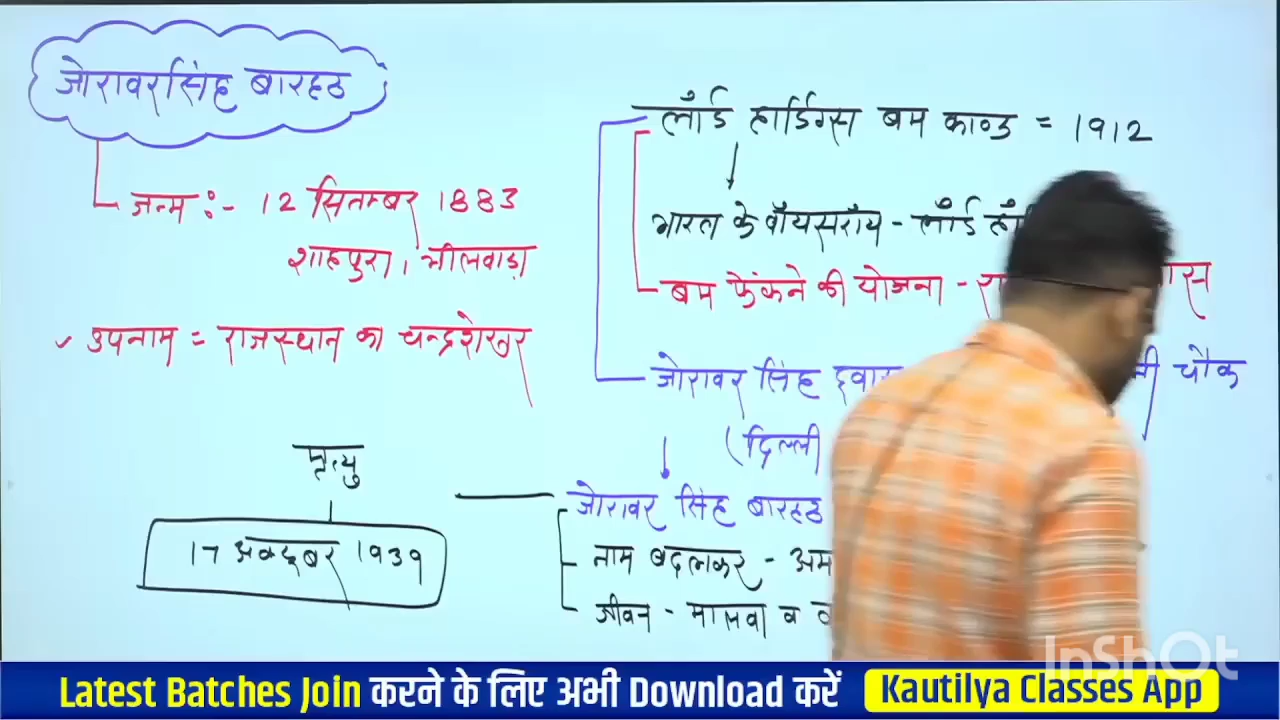 जोरावरसिंह बारहठ
जन्म :- 12 सितम्बर 1883
शाहपुरा, भीलवाड़ा
उपनाम = राजस्थान का चन्द्रशेखर
मृत्यु
17 अक्टूबर 1939
लॉर्ड हार्डिंग्स बम काण्ड = 1912
भारत के वॉयसरॉय - लॉर्ड
बम फेंकने की योजना -
जोरावर सिंह चौक
(दिल्ली
जोरावर सिंह बारहठ
नाम बदलकर -
जीवन - मालवा व
InShOt
Latest Batches Join करने के लिए अभी Download करें Kautilya Classes App